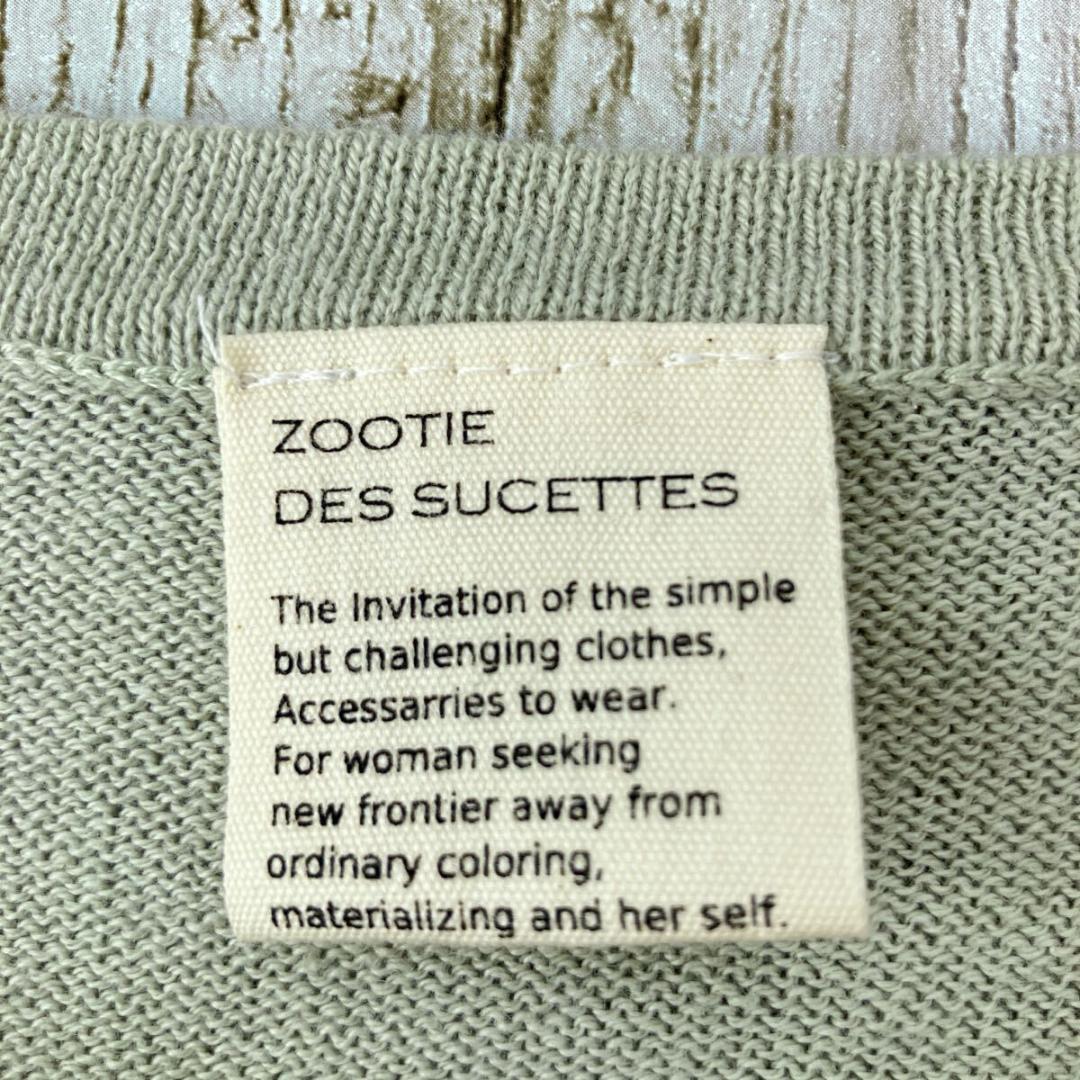 ZOOTIE
DES SUCETTES
The Invitation of the simple
but challenging clothes,
Accessarries to wear.
For woman seeking
new frontier away from
ordinary coloring,
materializing and her self.